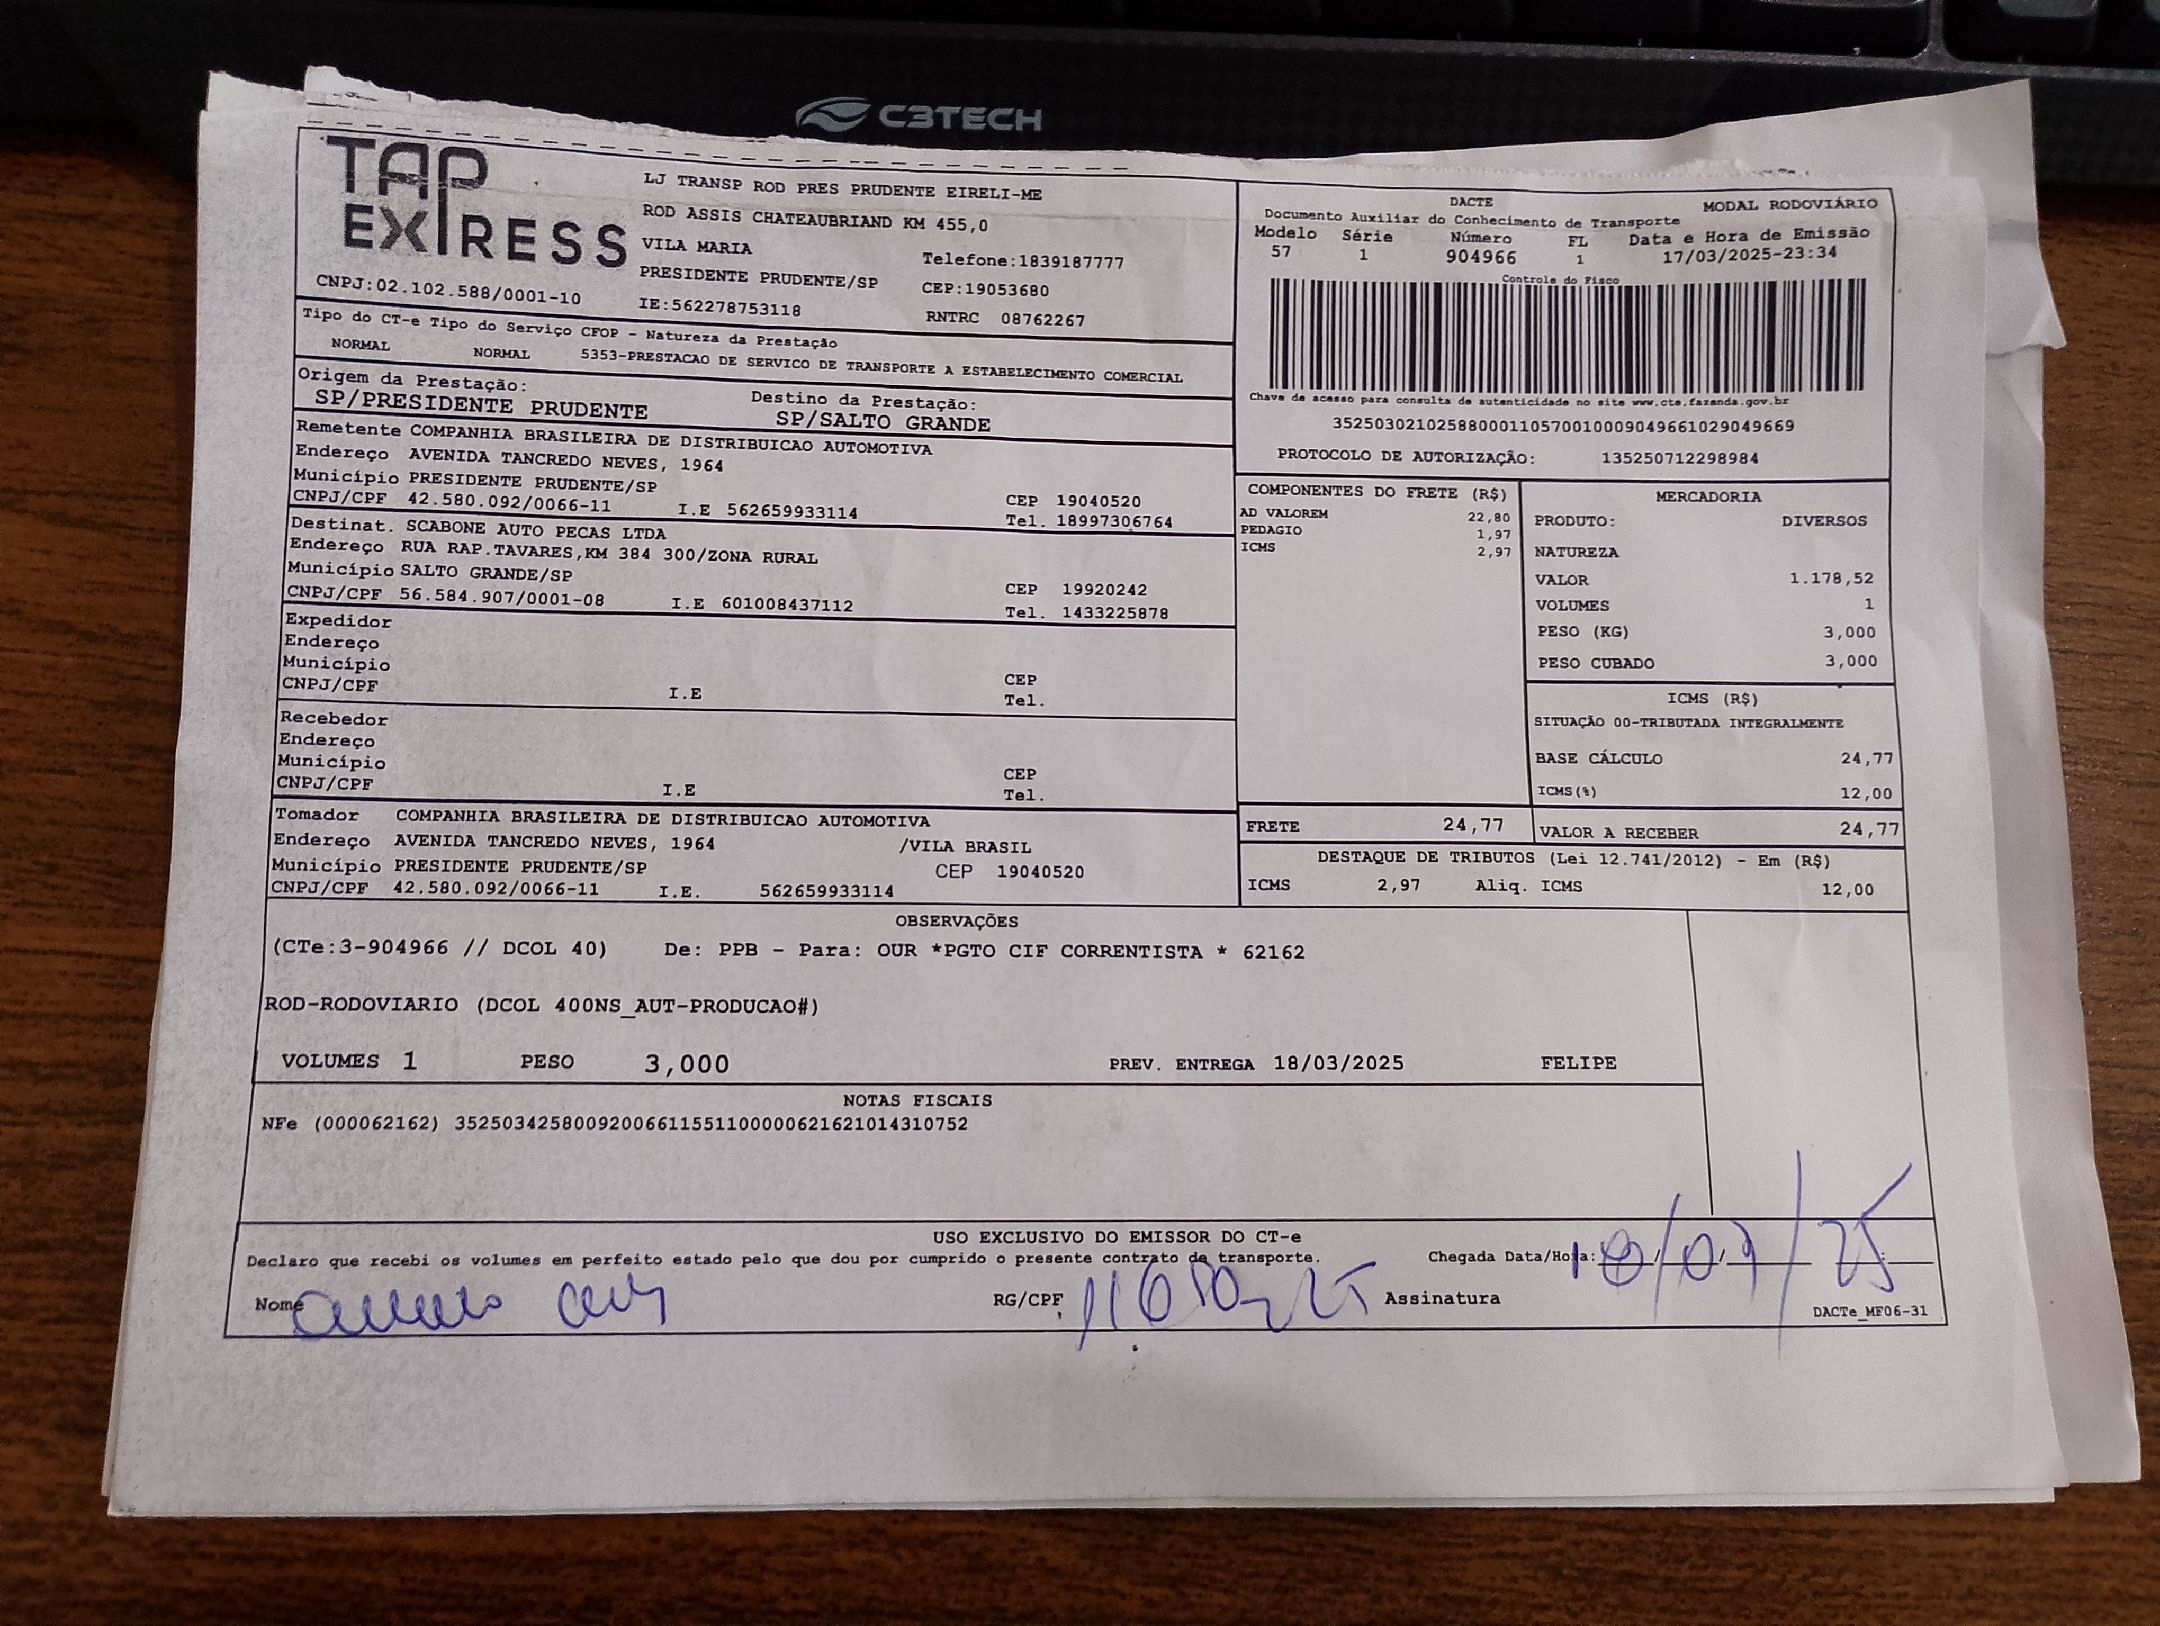 C3TECH
TAP EXPRESS
LJ TRANSP ROD PRES PRUDENTE EIRELI-ME
ROD ASSIS CHATEAUBRIAND KM 455,0
VILA MARIA Telefone:1839187777
PRESIDENTE PRUDENTE/SP CEP:19053680
CNPJ:02.102.588/0001-10 IE:562278753118 RNTRC 08762267
DACTE MODAL RODOVIÁRIO
Documento Auxiliar do Conhecimento de Transporte
Modelo Série Número FL Data e Hora de Emissão
57 1 904966 1 17/03/2025-23:34
Controle do Fisco
Chave de acesso para consulta de autenticidade no site www.cte.fazenda.gov.br
35250302102588000110570010009049661029049669
PROTOCOLO DE AUTORIZAÇÃO: 135250712298984
Tipo do CT-e Tipo do Serviço CFOP - Natureza da Prestação
NORMAL NORMAL 5353-PRESTACAO DE SERVICO DE TRANSPORTE A ESTABELECIMENTO COMERCIAL
Origem da Prestação: Destino da Prestação:
SP/PRESIDENTE PRUDENTE SP/SALTO GRANDE
Remetente COMPANHIA BRASILEIRA DE DISTRIBUICAO AUTOMOTIVA
Endereço AVENIDA TANCREDO NEVES, 1964
Município PRESIDENTE PRUDENTE/SP CEP 19040520
CNPJ/CPF 42.580.092/0066-11 I.E 562659933114 Tel. 18997306764
Destinat. SCABONE AUTO PECAS LTDA
Endereço RUA RAP.TAVARES,KM 384 300/ZONA RURAL
Município SALTO GRANDE/SP CEP 19920242
CNPJ/CPF 56.584.907/0001-08 I.E 601008437112 Tel. 1433225878
Expedidor
Endereço
Município CEP
CNPJ/CPF I.E Tel.
Recebedor
Endereço
Município CEP
CNPJ/CPF I.E Tel.
Tomador COMPANHIA BRASILEIRA DE DISTRIBUICAO AUTOMOTIVA
Endereço AVENIDA TANCREDO NEVES, 1964 /VILA BRASIL
Município PRESIDENTE PRUDENTE/SP CEP 19040520
CNPJ/CPF 42.580.092/0066-11 I.E. 562659933114
COMPONENTES DO FRETE (R$)
AD VALOREM 22,80
PEDAGIO 1,97
ICMS 2,97
MERCADORIA
PRODUTO: DIVERSOS
NATUREZA
VALOR 1.178,52
VOLUMES 1
PESO (KG) 3,000
PESO CUBADO 3,000
ICMS (R$)
SITUAÇÃO 00-TRIBUTADA INTEGRALMENTE
BASE CÁLCULO 24,77
ICMS(%) 12,00
FRETE 24,77 VALOR A RECEBER 24,77
DESTAQUE DE TRIBUTOS (Lei 12.741/2012) - Em (R$)
ICMS 2,97 Aliq. ICMS 12,00
OBSERVAÇÕES
(CTe:3-904966 // DCOL 40) De: PPB - Para: OUR *PGTO CIF CORRENTISTA * 62162
ROD-RODOVIARIO (DCOL 400NS_AUT-PRODUCAO#)
VOLUMES 1 PESO 3,000 PREV. ENTREGA 18/03/2025 FELIPE
NOTAS FISCAIS
NFe (000062162) 35250342580092006611551100000621621014310752
USO EXCLUSIVO DO EMISSOR DO CT-e
Declaro que recebi os volumes em perfeito estado pelo que dou por cumprido o presente contrato de transporte. Chegada Data/Hora:
Nome RG/CPF Assinatura
DACTe_MF06-31